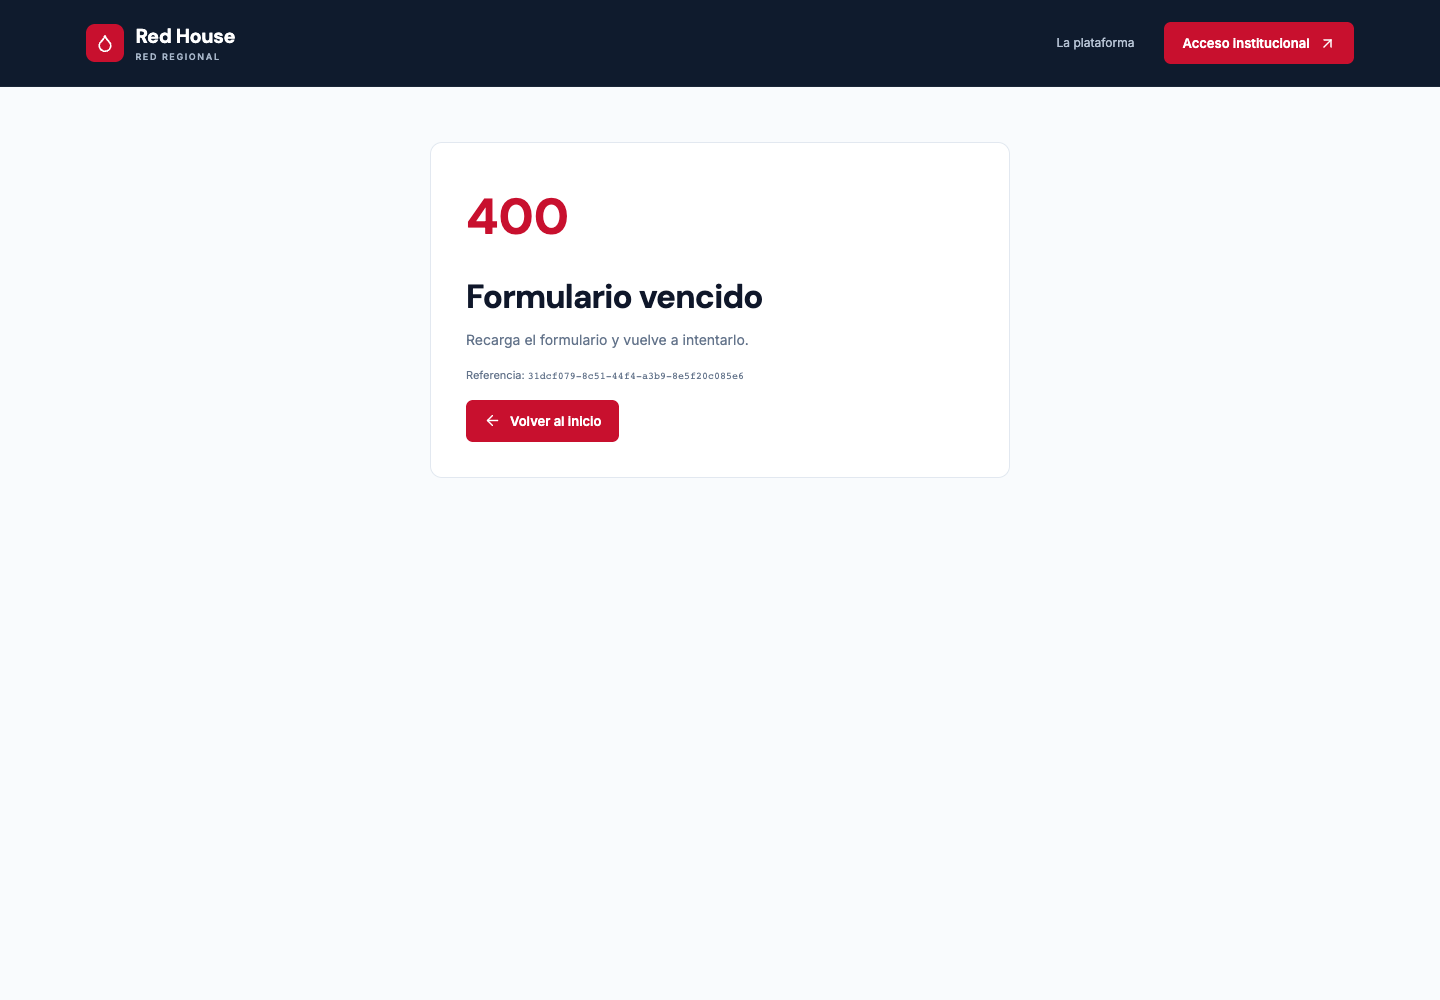 Red House
RED REGIONAL
La plataforma
Acceso institucional
400
Formulario vencido
Recarga el formulario y vuelve a intentarlo.
Referencia: 31dcf079-8c51-44f4-a3b9-8e5f20c085e6
Volver al inicio